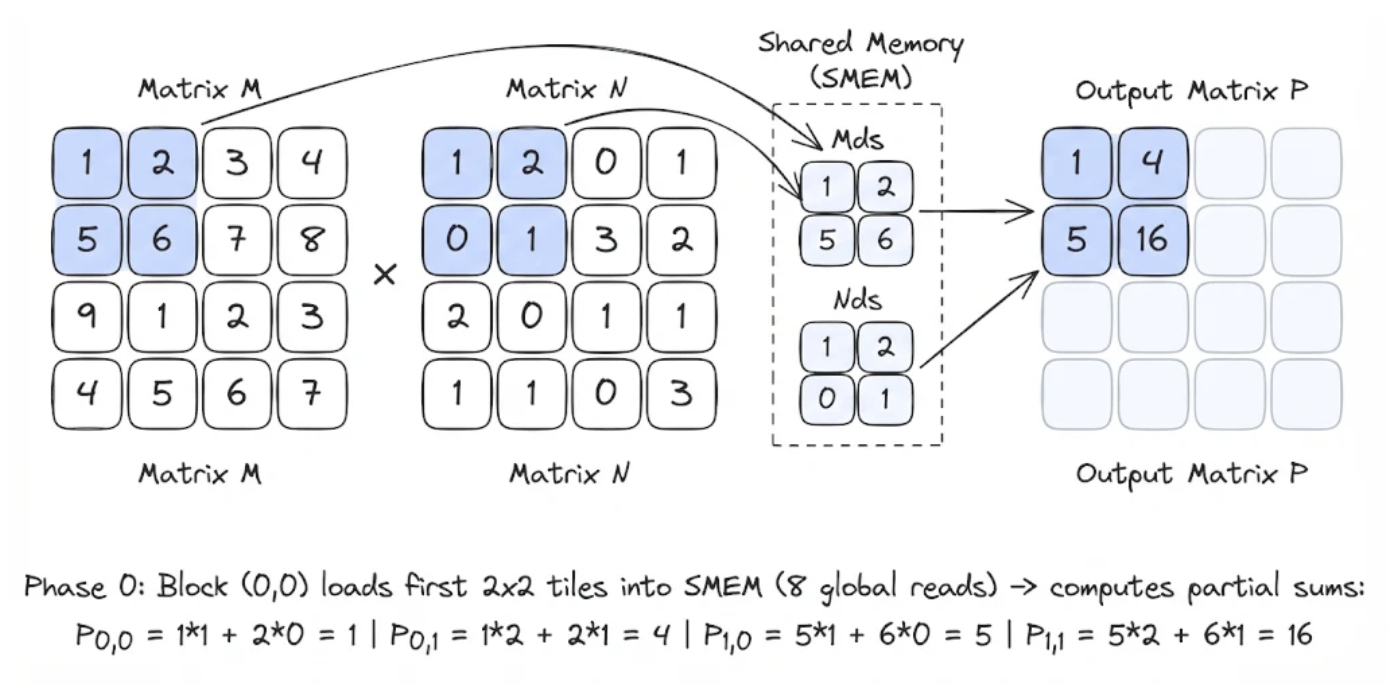 Shared Memory
(SMEM)
Matrix M
Matrix N
Output Matrix P
Mds
1 2 3 4
1 2 0 1
1 2
1 4
5 6 7 8
0 1 3 2
5 6
5 16
×
Nds
9 1 2 3
2 0 1 1
1 2
4 5 6 7
1 1 0 3
0 1
Matrix M
Matrix N
Output Matrix P
Phase 0: Block (0,0) loads first 2x2 tiles into SMEM (8 global reads) → computes partial sums:
P0,0 = 1*1 + 2*0 = 1 | P0,1 = 1*2 + 2*1 = 4 | P1,0 = 5*1 + 6*0 = 5 | P1,1 = 5*2 + 6*1 = 16